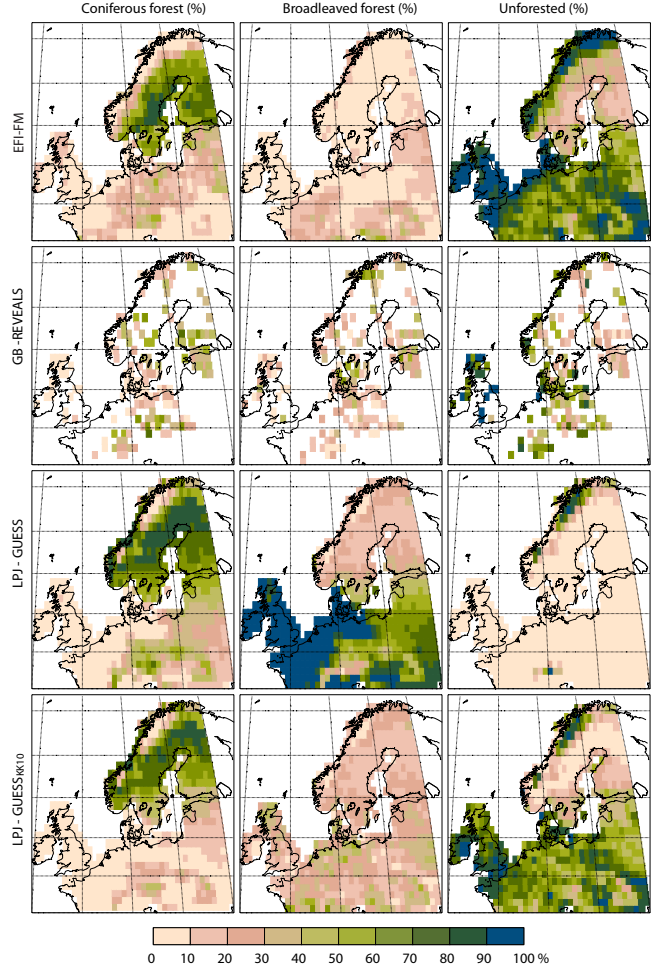 Coniferous forest (%) Broadleaved forest (%) Unforested (%)
EFI-FM
GB -REVEALS
LPJ - GUESS
LPJ - GUESSKK10
0 10 20 30 40 50 60 70 80 90 100 %